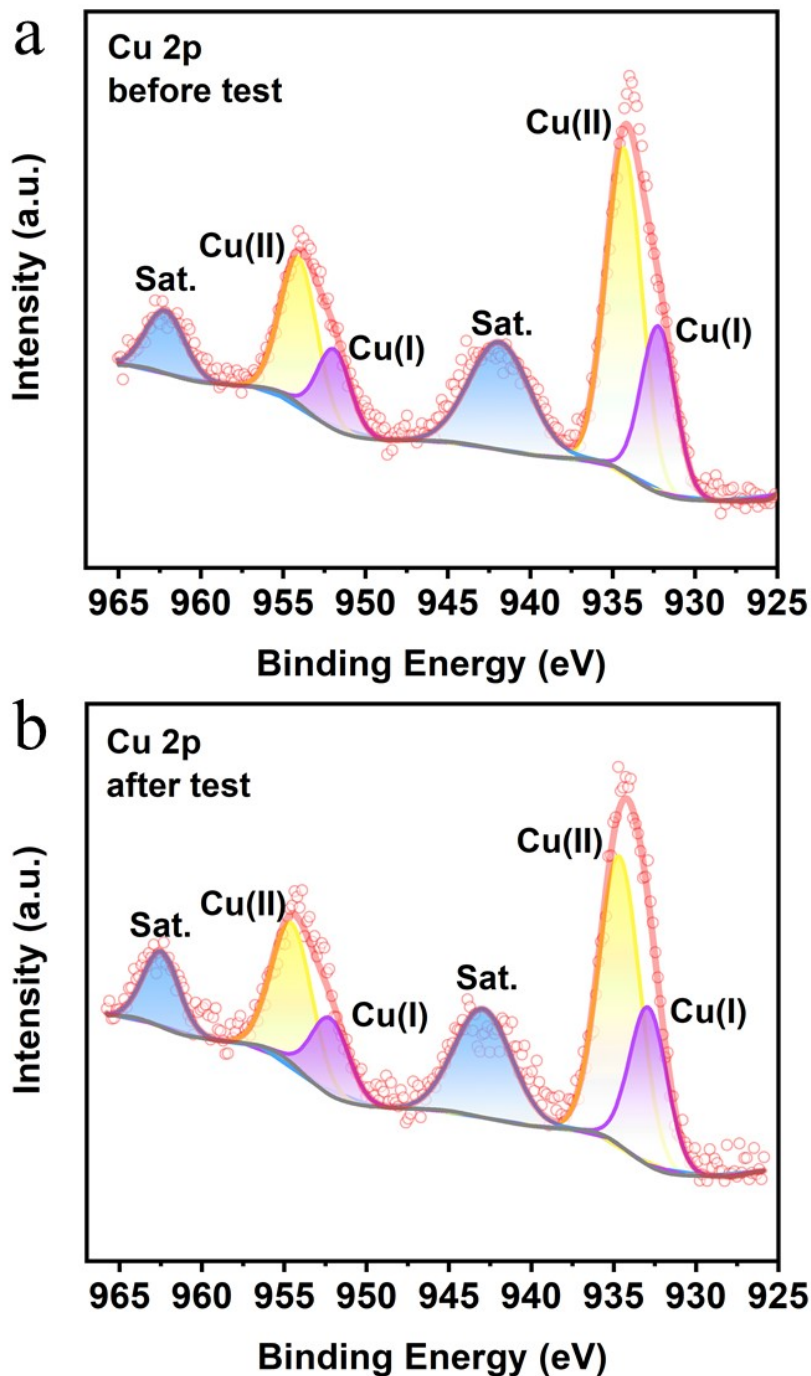 a
Cu 2p
before test
Cu(II)
Cu(II)
Sat.
Cu(I)
Sat.
Cu(I)
Intensity (a.u.)
965 960 955 950 945 940 935 930 925
Binding Energy (eV)
b
Cu 2p
after test
Cu(II)
Cu(II)
Sat.
Sat.
Cu(I)
Cu(I)
Intensity (a.u.)
965 960 955 950 945 940 935 930 925
Binding Energy (eV)